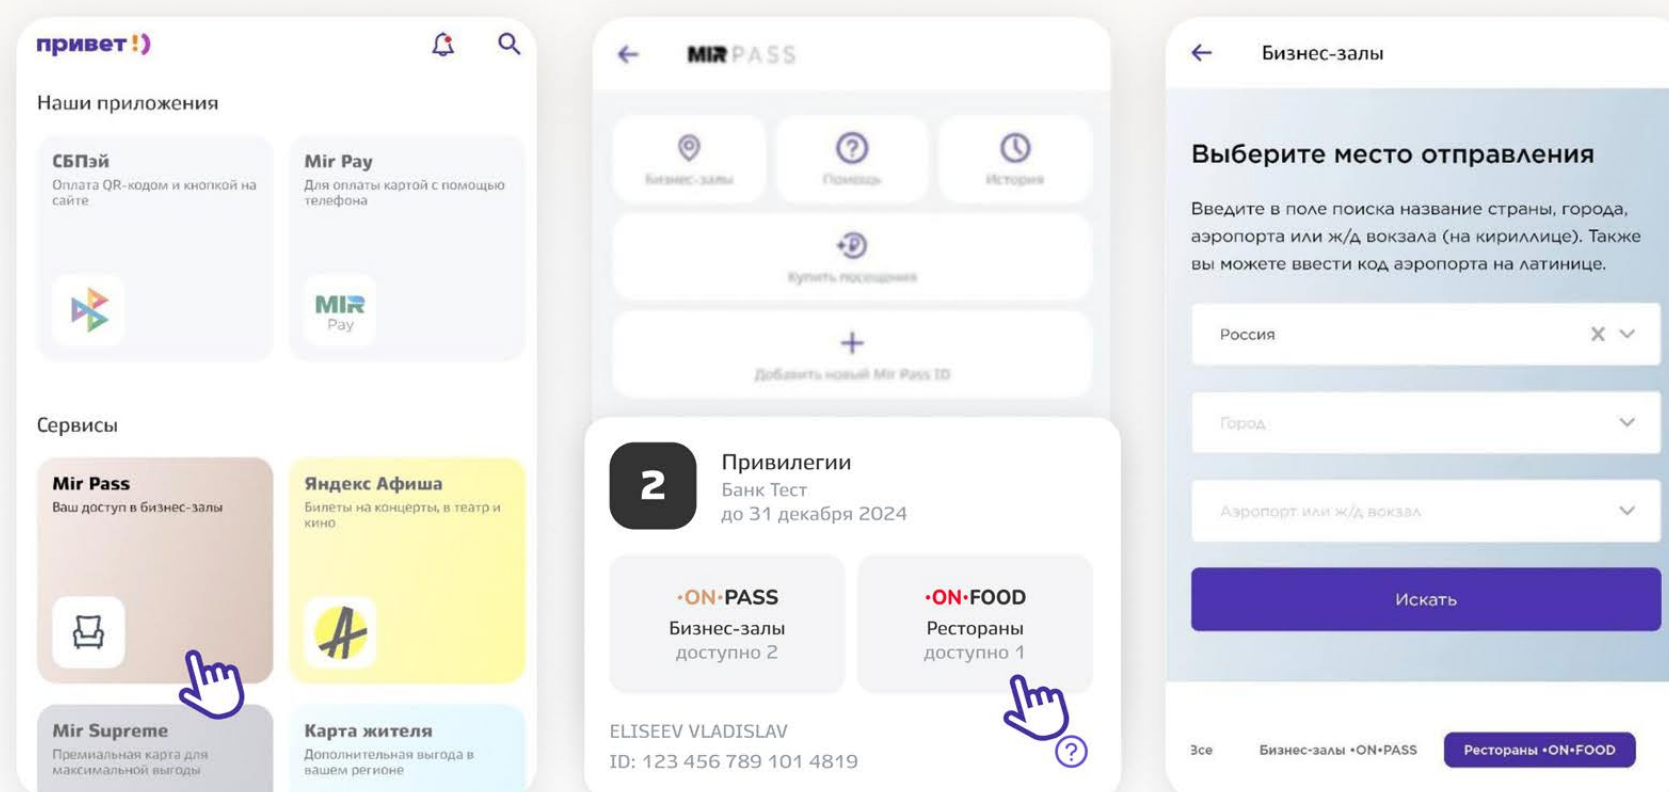 привет!)
Наши приложения
СБПэй
Оплата QR-кодом и кнопкой на
сайте
Mir Pay
Для оплаты картой с помощью
телефона
MIR
Pay
Сервисы
Mir Pass
Ваш доступ в бизнес-залы
Яндекс Афиша
Билеты на концерты, в театр и
кино
Mir Supreme
Премиальная карта для
максимальной выгоды
Карта жителя
Дополнительная выгода в
вашем регионе
MIR PASS
Бизнес-залы
Помощь
История
Купить посещения
Добавить новый Mir Pass ID
2
Привилегии
Банк Тест
до 31 декабря 2024
·ON·PASS
Бизнес-залы
доступно 2
·ON·FOOD
Рестораны
доступно 1
ELISEEV VLADISLAV
ID: 123 456 789 101 4819
?
Бизнес-залы
Выберите место отправления
Введите в поле поиска название страны, города,
аэропорта или ж/д вокзала (на кириллице). Также
вы можете ввести код аэропорта на латинице.
Россия
Город
Аэропорт или ж/д вокзал
Искать
Все
Бизнес-залы •ON•PASS
Рестораны •ON•FOOD